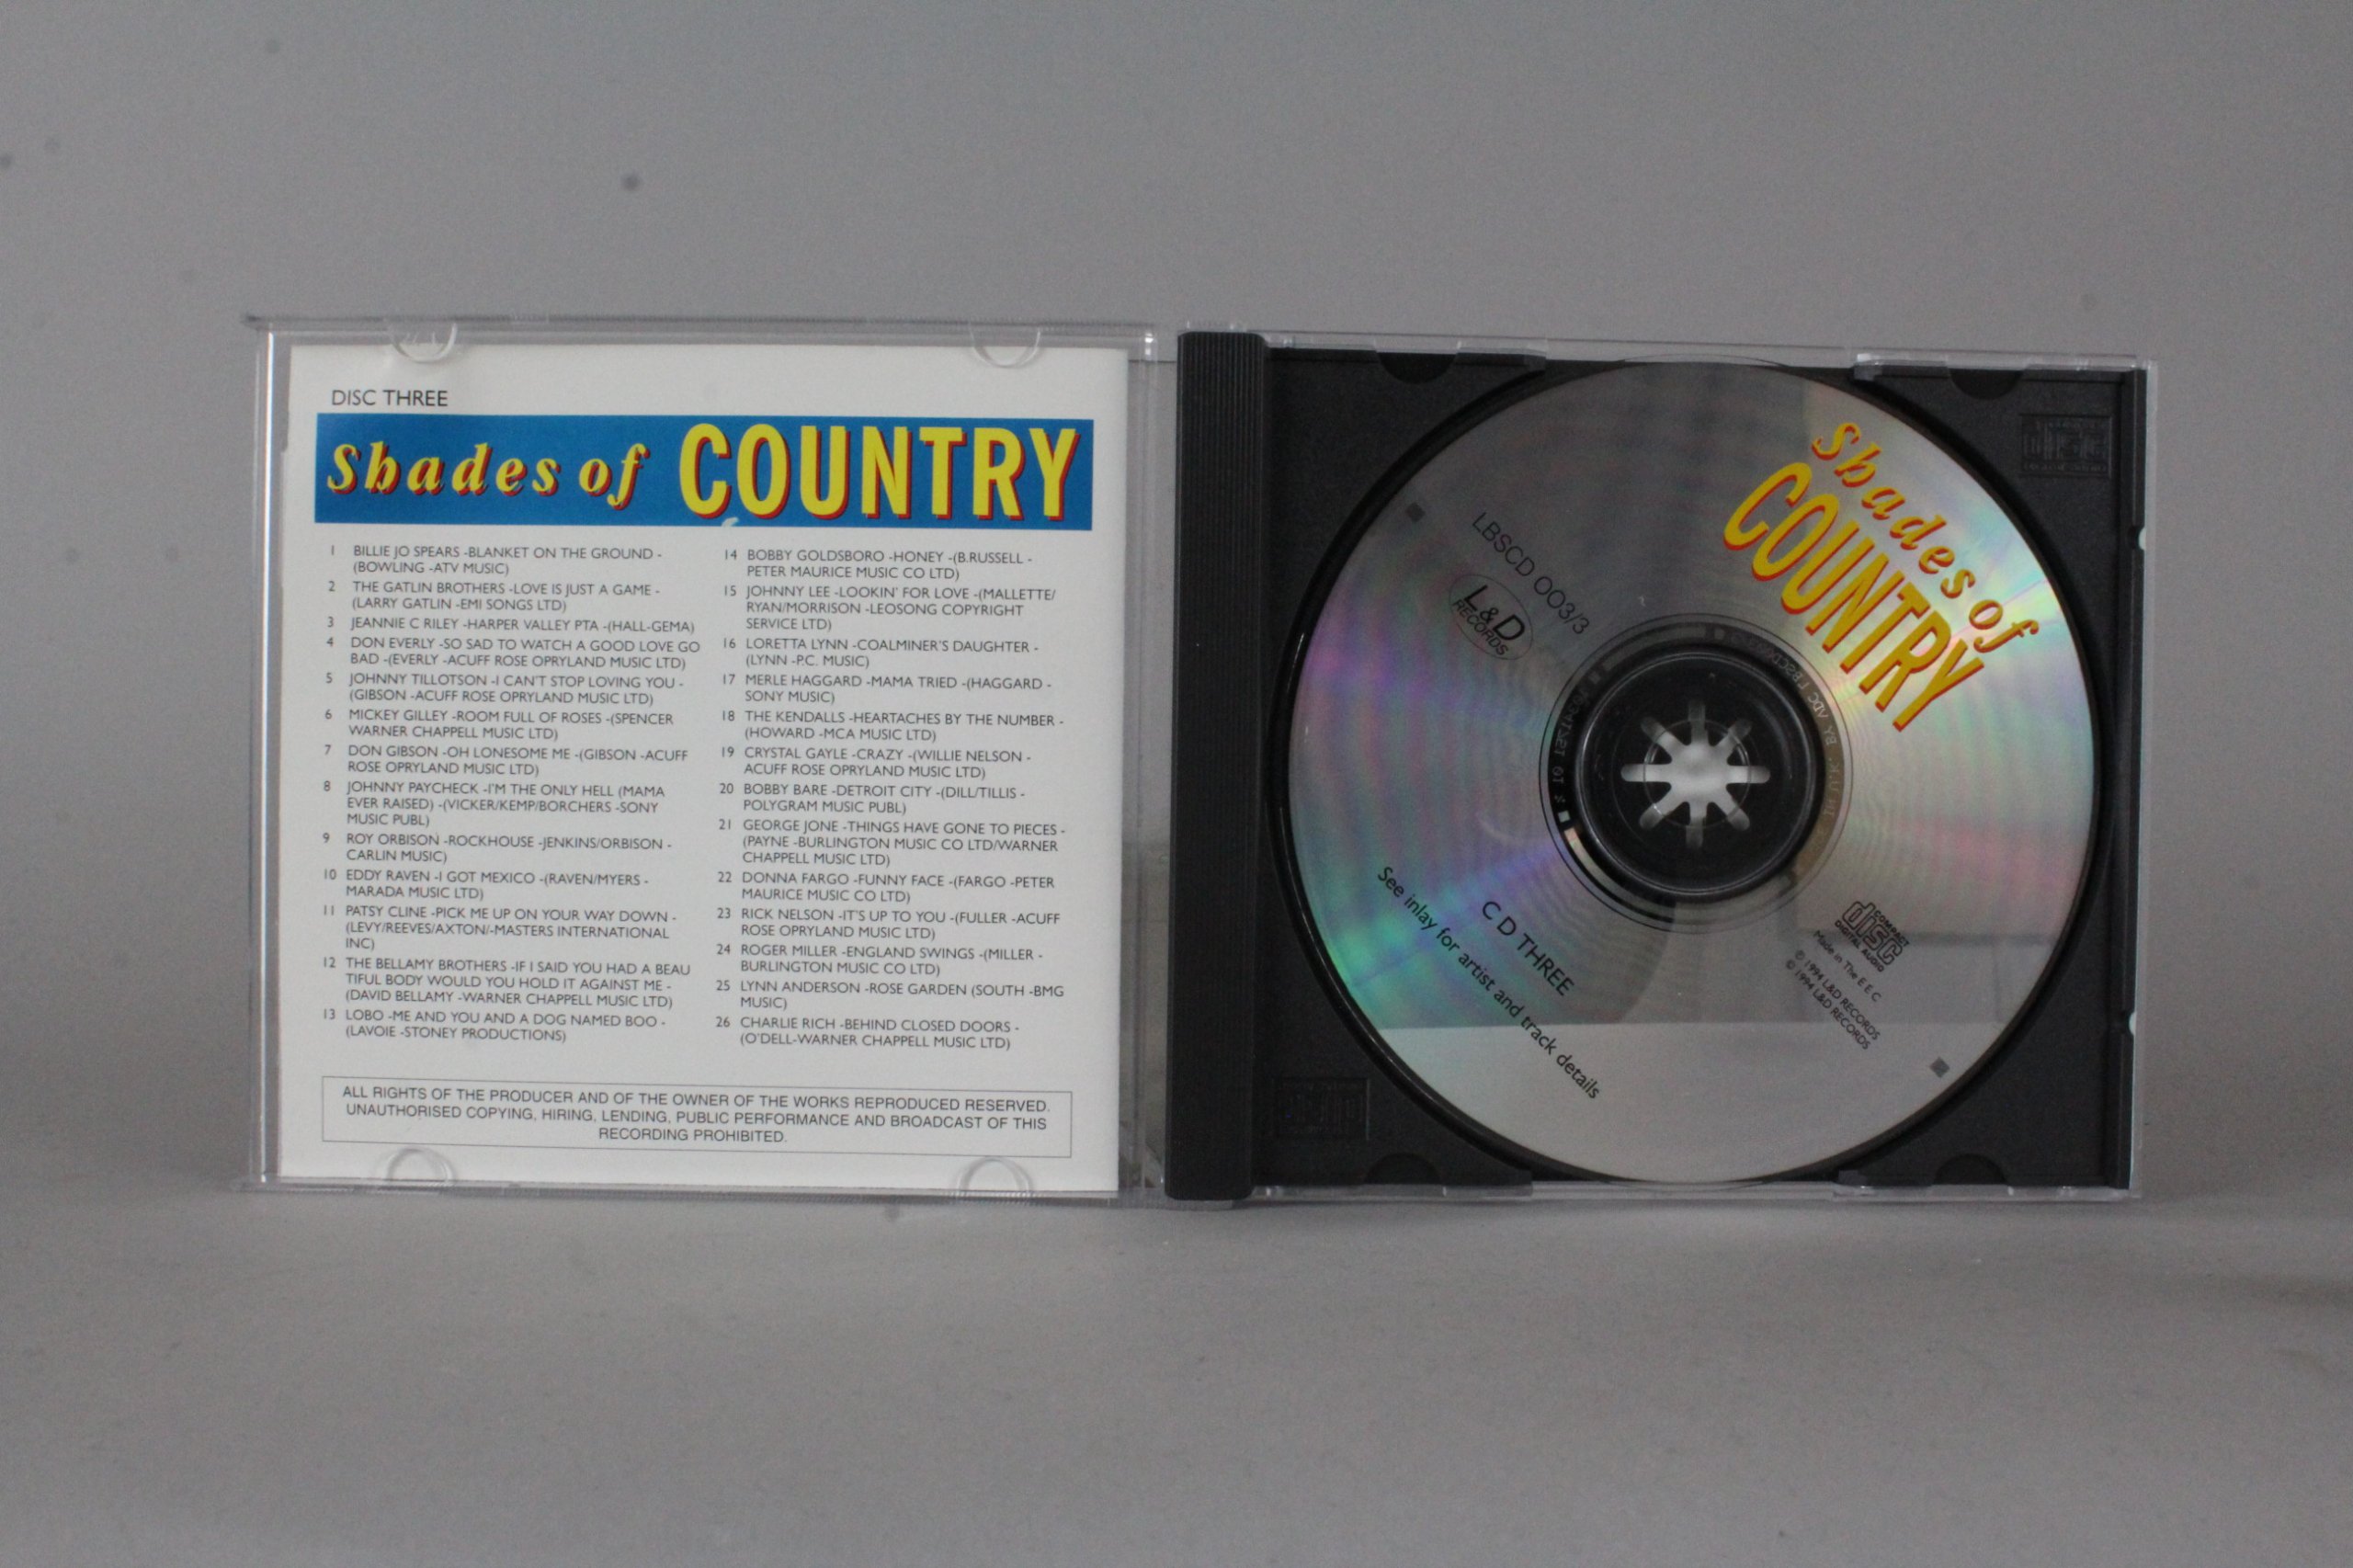 DISC THREE
Shades of COUNTRY
1 BILLIE JO SPEARS -BLANKET ON THE GROUND -
(BOWLING -ATV MUSIC)
2 THE GATLIN BROTHERS -LOVE IS JUST A GAME -
(LARRY GATLIN -EMI SONGS LTD)
3 JEANNIE C RILEY -HARPER VALLEY PTA -(HALL-GEMA)
4 DON EVERLY -SO SAD TO WATCH A GOOD LOVE GO
BAD -(EVERLY -ACUFF ROSE OPRYLAND MUSIC LTD)
5 JOHNNY TILLOTSON -I CAN'T STOP LOVING YOU -
(GIBSON -ACUFF ROSE OPRYLAND MUSIC LTD)
6 MICKEY GILLEY -ROOM FULL OF ROSES -(SPENCER
WARNER CHAPPELL MUSIC LTD)
7 DON GIBSON -OH LONESOME ME -(GIBSON -ACUFF
ROSE OPRYLAND MUSIC LTD)
8 JOHNNY PAYCHECK -I'M THE ONLY HELL (MAMA
EVER RAISED) -(VICKER/KEMP/BORCHERS -SONY
MUSIC PUBL)
9 ROY ORBISON -ROCKHOUSE -JENKINS/ORBISON -
CARLIN MUSIC)
10 EDDY RAVEN -I GOT MEXICO -(RAVEN/MYERS -
MARADA MUSIC LTD)
11 PATSY CLINE -PICK ME UP ON YOUR WAY DOWN -
(LEVY/REEVES/AXTON/-MASTERS INTERNATIONAL
INC)
12 THE BELLAMY BROTHERS -IF I SAID YOU HAD A BEAU
TIFUL BODY WOULD YOU HOLD IT AGAINST ME -
(DAVID BELLAMY -WARNER CHAPPELL MUSIC LTD)
13 LOBO -ME AND YOU AND A DOG NAMED BOO -
(LAVOIE -STONEY PRODUCTIONS)
14 BOBBY GOLDSBORO -HONEY -(B.RUSSELL -
PETER MAURICE MUSIC CO LTD)
15 JOHNNY LEE -LOOKIN' FOR LOVE -(MALLETTE/
RYAN/MORRISON -LEOSONG COPYRIGHT
SERVICE LTD)
16 LORETTA LYNN -COALMINER'S DAUGHTER -
(LYNN -P.C. MUSIC)
17 MERLE HAGGARD -MAMA TRIED -(HAGGARD -
SONY MUSIC)
18 THE KENDALLS -HEARTACHES BY THE NUMBER -
(HOWARD -MCA MUSIC LTD)
19 CRYSTAL GAYLE -CRAZY -(WILLIE NELSON -
ACUFF ROSE OPRYLAND MUSIC LTD)
20 BOBBY BARE -DETROIT CITY -(DILL/TILLIS -
POLYGRAM MUSIC PUBL)
21 GEORGE JONE -THINGS HAVE GONE TO PIECES -
(PAYNE -BURLINGTON MUSIC CO LTD/WARNER
CHAPPELL MUSIC LTD)
22 DONNA FARGO -FUNNY FACE -(FARGO -PETER
MAURICE MUSIC CO LTD)
23 RICK NELSON -IT'S UP TO YOU -(FULLER -ACUFF
ROSE OPRYLAND MUSIC LTD)
24 ROGER MILLER -ENGLAND SWINGS -(MILLER -
BURLINGTON MUSIC CO LTD)
25 LYNN ANDERSON -ROSE GARDEN (SOUTH -BMG
MUSIC)
26 CHARLIE RICH -BEHIND CLOSED DOORS -
(O'DELL-WARNER CHAPPELL MUSIC LTD)
ALL RIGHTS OF THE PRODUCER AND OF THE OWNER OF THE WORKS REPRODUCED RESERVED.
UNAUTHORISED COPYING, HIRING, LENDING, PUBLIC PERFORMANCE AND BROADCAST OF THIS
RECORDING PROHIBITED.
Shades of
COUNTRY
LBSCD 003/3
L&D
RECORDS
CD THREE
See inlay for artist and track details
COMPACT
disc
DIGITAL AUDIO
Made in The E E C
℗ 1994 L&D RECORDS
© 1994 L&D RECORDS